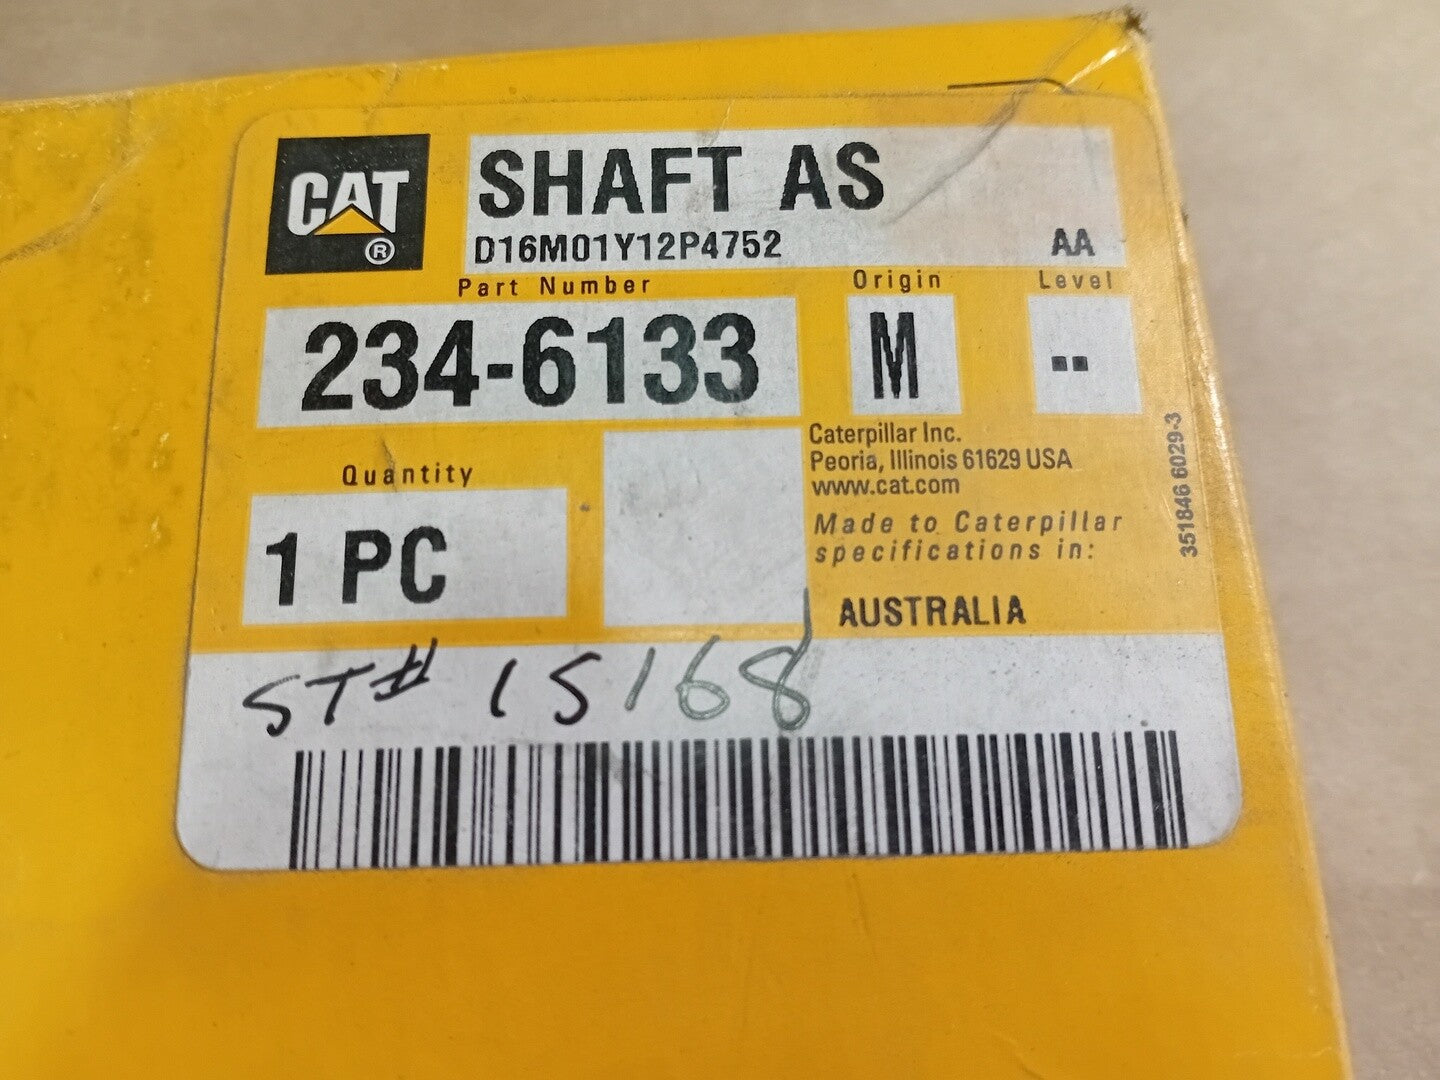 CAT
®
SHAFT AS
D16M01Y12P4752 AA
Part Number Origin Level
234-6133 M --
Caterpillar Inc.
Peoria, Illinois 61629 USA
www.cat.com
Quantity
1 PC
Made to Caterpillar
specifications in:
AUSTRALIA
351846 6029-3
ST# 15168